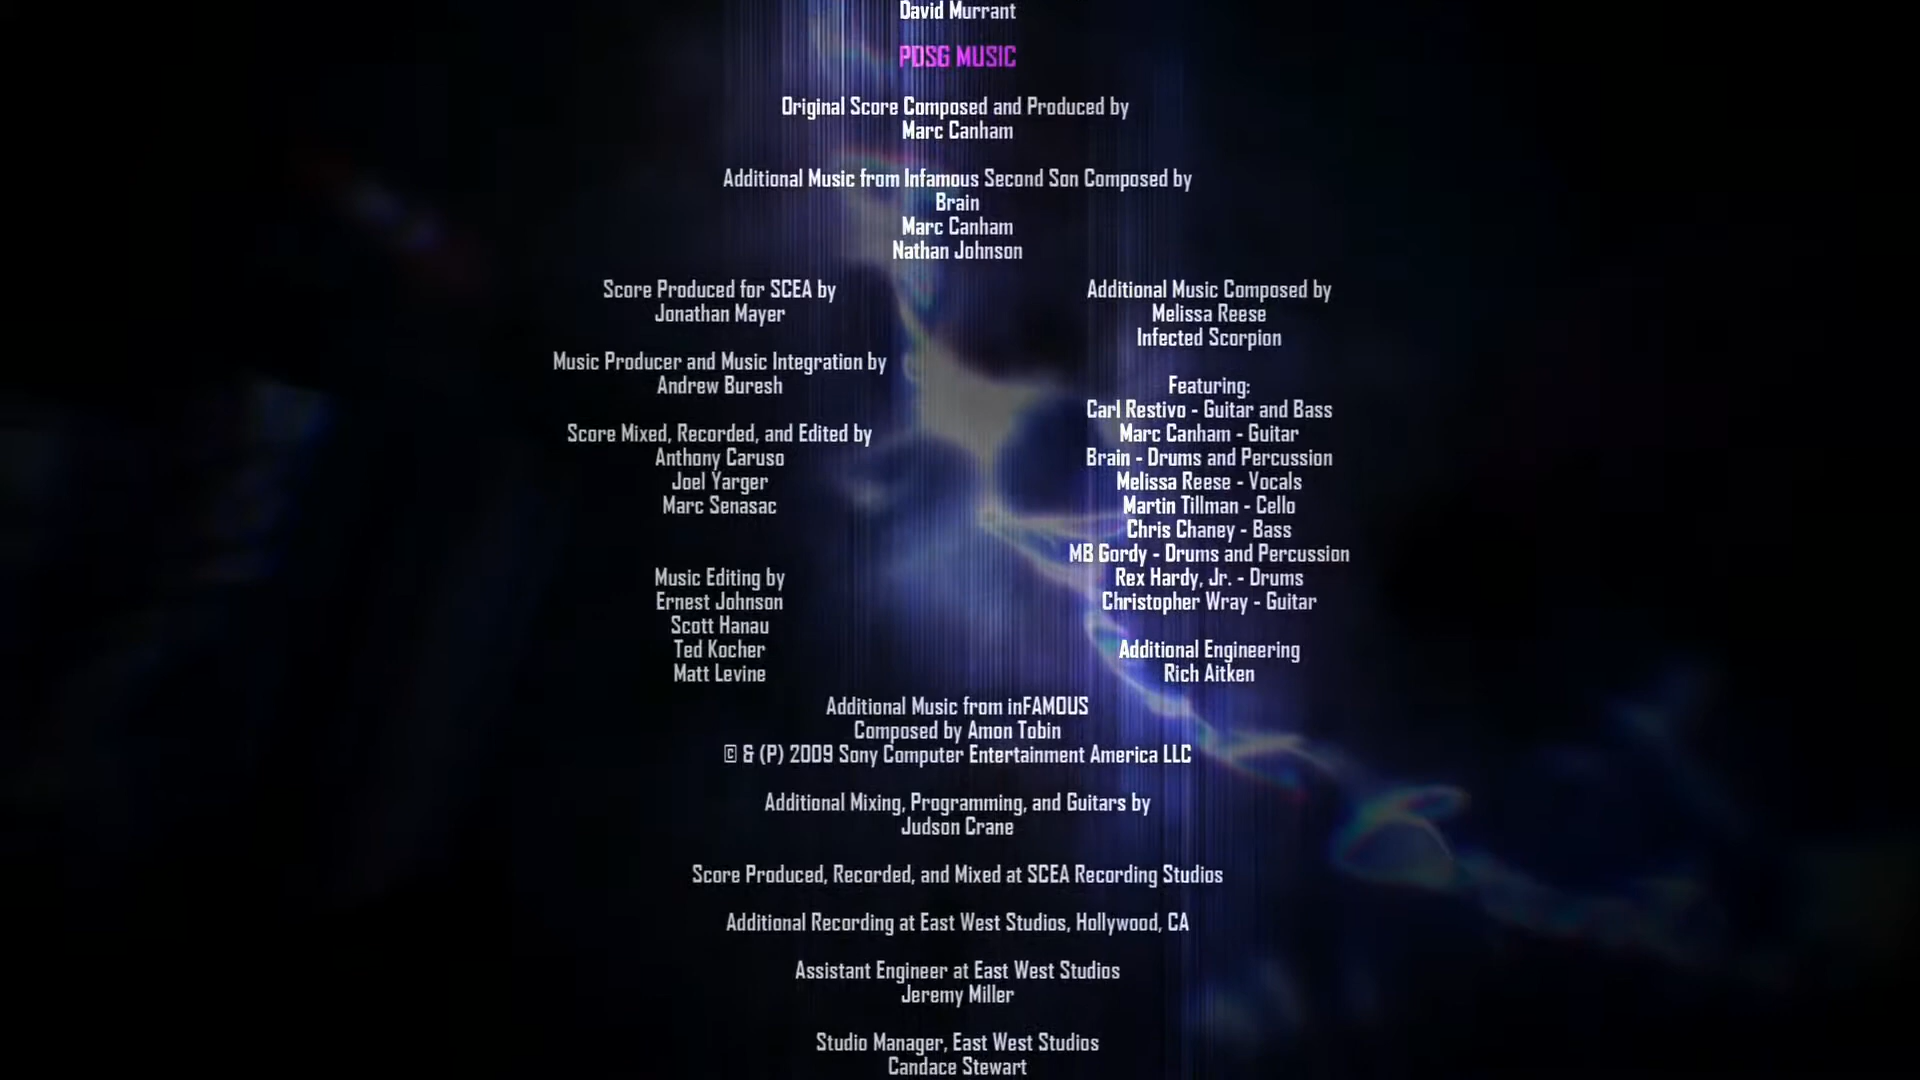 David Murrant
PDSG MUSIC
Original Score Composed and Produced by
Marc Canham
Additional Music from Infamous Second Son Composed by
Brain
Marc Canham
Nathan Johnson
Score Produced for SCEA by
Jonathan Mayer
Music Producer and Music Integration by
Andrew Buresh
Score Mixed, Recorded, and Edited by
Anthony Caruso
Joel Yarger
Marc Senasac
Music Editing by
Ernest Johnson
Scott Hanau
Ted Kocher
Matt Levine
Additional Music Composed by
Melissa Reese
Infected Scorpion
Featuring:
Carl Restivo - Guitar and Bass
Marc Canham - Guitar
Brain - Drums and Percussion
Melissa Reese - Vocals
Martin Tillman - Cello
Chris Chaney - Bass
MB Gordy - Drums and Percussion
Rex Hardy, Jr. - Drums
Christopher Wray - Guitar
Additional Engineering
Rich Aitken
Additional Music from inFAMOUS
Composed by Amon Tobin
© & (P) 2009 Sony Computer Entertainment America LLC
Additional Mixing, Programming, and Guitars by
Judson Crane
Score Produced, Recorded, and Mixed at SCEA Recording Studios
Additional Recording at East West Studios, Hollywood, CA
Assistant Engineer at East West Studios
Jeremy Miller
Studio Manager, East West Studios
Candace Stewart